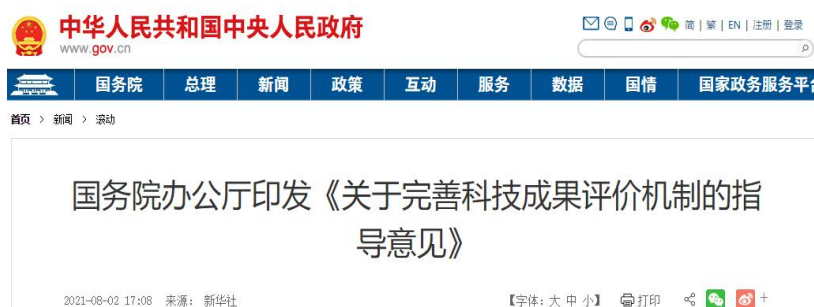 中华人民共和国中央人民政府
www.gov.cn
简 | 繁 | EN | 注册 | 登录
国务院 总理 新闻 政策 互动 服务 数据 国情 国家政务服务平台
首页 > 新闻 > 滚动
国务院办公厅印发《关于完善科技成果评价机制的指
导意见》
2021-08-02 17:08 来源： 新华社 【字体：大 中 小】 打印 +